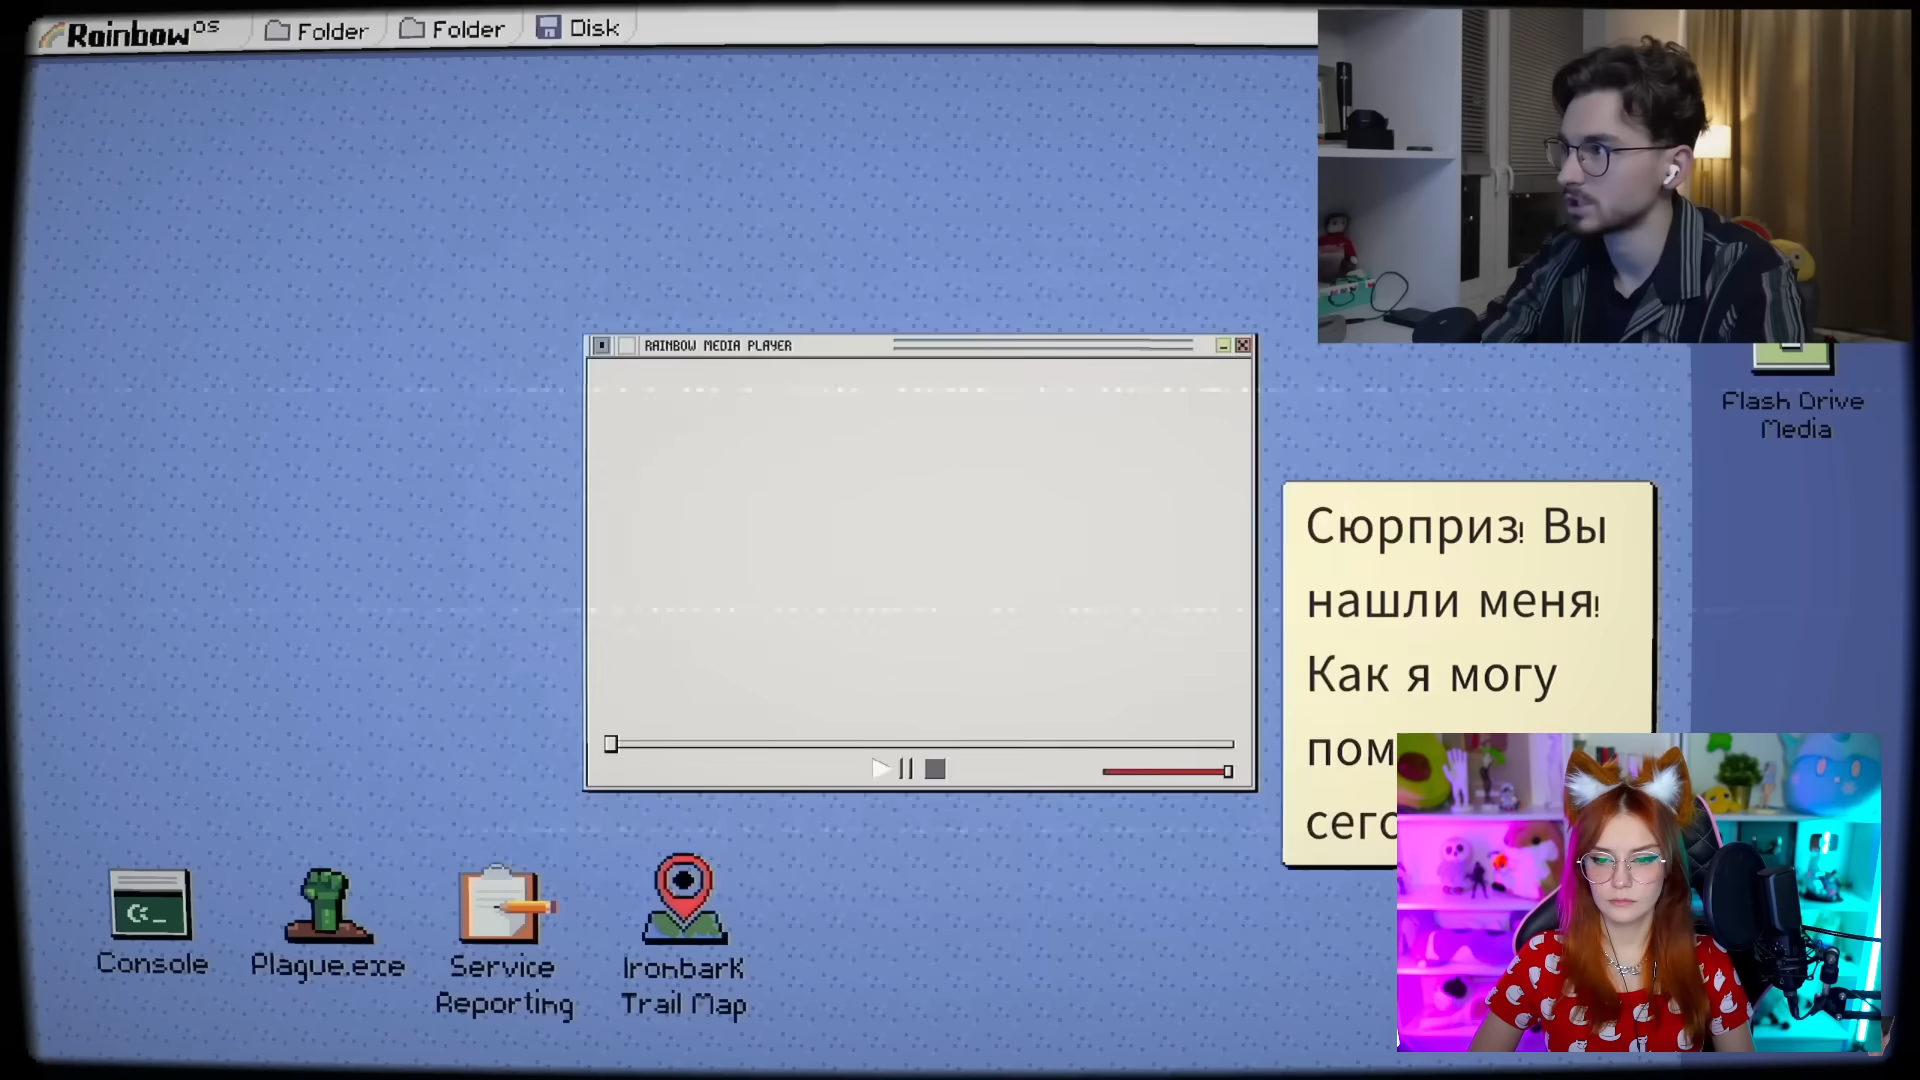 Rainbow OS
Folder
Folder
Disk
RAINBOW MEDIA PLAYER
Flash Drive
Media
Сюрприз! Вы
нашли меня!
Как я могу
Console
Plague.exe
Service
Reporting
Ironbark
Trail Map